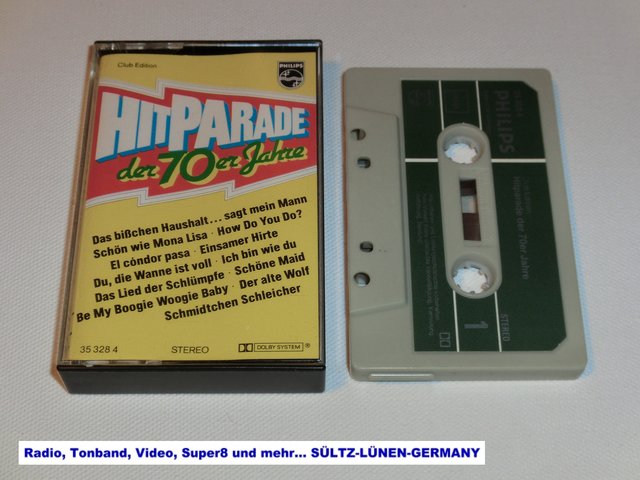 Club Edition
PHILIPS
HITPARADE
der 70er Jahre
Das bißchen Haushalt... sagt mein Mann
Schön wie Mona Lisa · How Do You Do?
El cóndor pasa · Einsamer Hirte
Du, die Wanne ist voll · Ich bin wie du
Das Lied der Schlümpfe · Schöne Maid
Be My Boogie Woogie Baby · Der alte Wolf
Schmidtchen Schleicher
35 328 4
STEREO
DOLBY SYSTEM ®
PHILIPS
Hitparade der 70er Jahre
STEREO
1
Radio, Tonband, Video, Super8 und mehr... SÜLTZ-LÜNEN-GERMANY